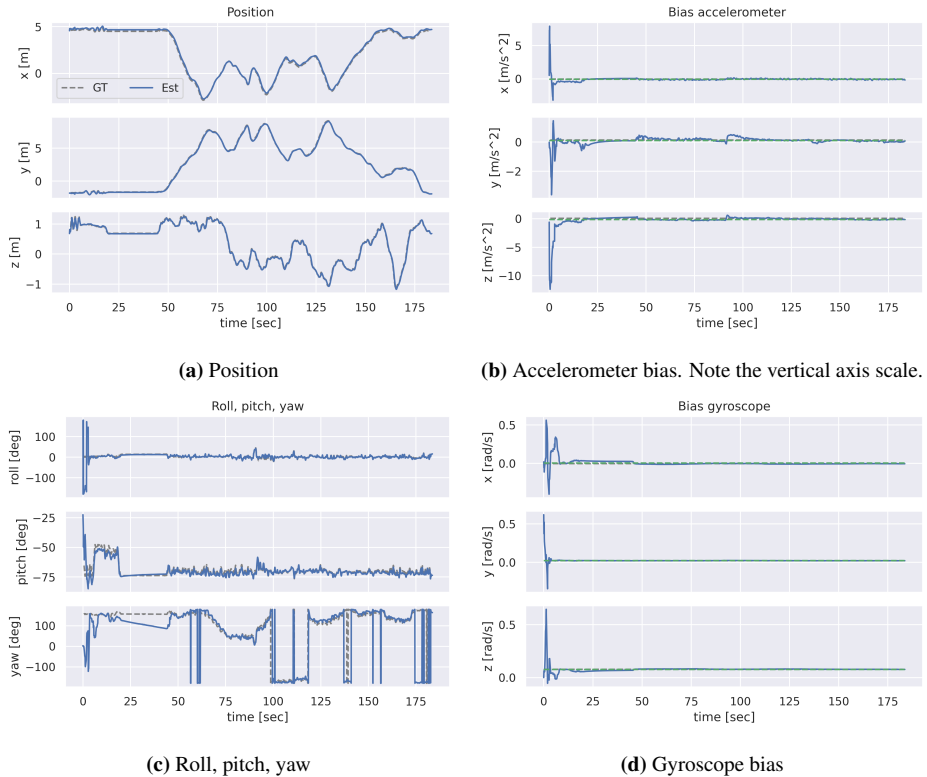 Position
x [m]
5
0
GT
Est
y [m]
5
0
z [m]
1
0
−1
0 25 50 75 100 125 150 175
time [sec]
(a) Position
Bias accelerometer
x [m/s^2]
5
0
y [m/s^2]
0
−2
z [m/s^2]
0
−5
−10
0 25 50 75 100 125 150 175
time [sec]
(b) Accelerometer bias. Note the vertical axis scale.
Roll, pitch, yaw
roll [deg]
100
0
−100
pitch [deg]
−25
−50
−75
yaw [deg]
100
0
−100
0 25 50 75 100 125 150 175
time [sec]
(c) Roll, pitch, yaw
Bias gyroscope
x [rad/s]
0.5
0.0
y [rad/s]
0.5
0.0
z [rad/s]
0.5
0.0
0 25 50 75 100 125 150 175
time [sec]
(d) Gyroscope bias